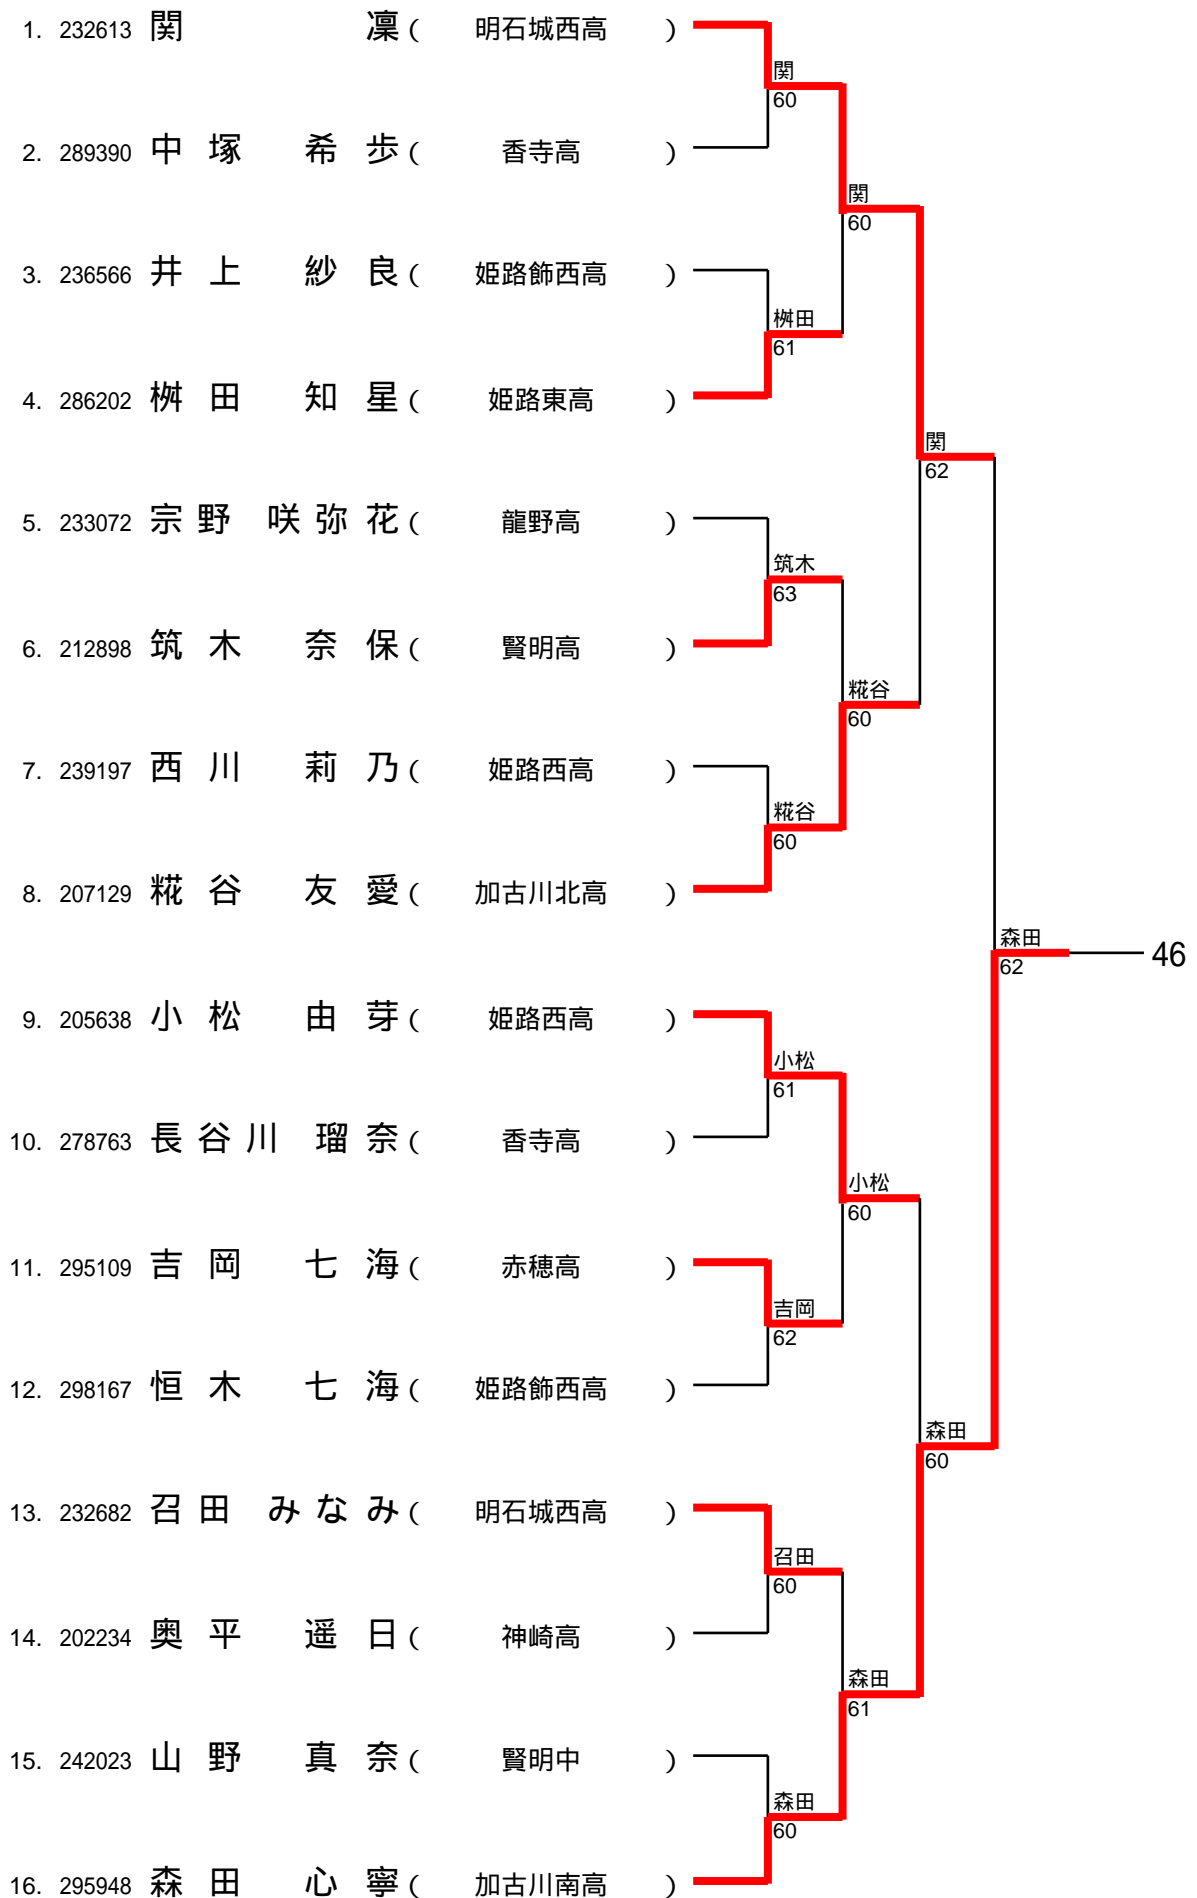 1. 232613 関 凜 ( 明石城西高 )
関
60
2. 289390 中塚 希歩 ( 香寺高 )
関
60
3. 236566 井上 紗良 ( 姫路飾西高 )
桝田
61
4. 286202 桝田 知星 ( 姫路東高 )
関
62
5. 233072 宗野 咲弥花 ( 龍野高 )
筑木
63
6. 212898 筑木 奈保 ( 賢明高 )
糀谷
60
7. 239197 西川 莉乃 ( 姫路西高 )
糀谷
60
8. 207129 糀谷 友愛 ( 加古川北高 )
森田
62
46
9. 205638 小松 由芽 ( 姫路西高 )
小松
61
10. 278763 長谷川 瑠奈 ( 香寺高 )
小松
60
11. 295109 吉岡 七海 ( 赤穂高 )
吉岡
62
12. 298167 恒木 七海 ( 姫路飾西高 )
森田
60
13. 232682 召田 みなみ ( 明石城西高 )
召田
60
14. 202234 奥平 遥日 ( 神崎高 )
森田
61
15. 242023 山野 真奈 ( 賢明中 )
森田
60
16. 295948 森田 心寧 ( 加古川南高 )